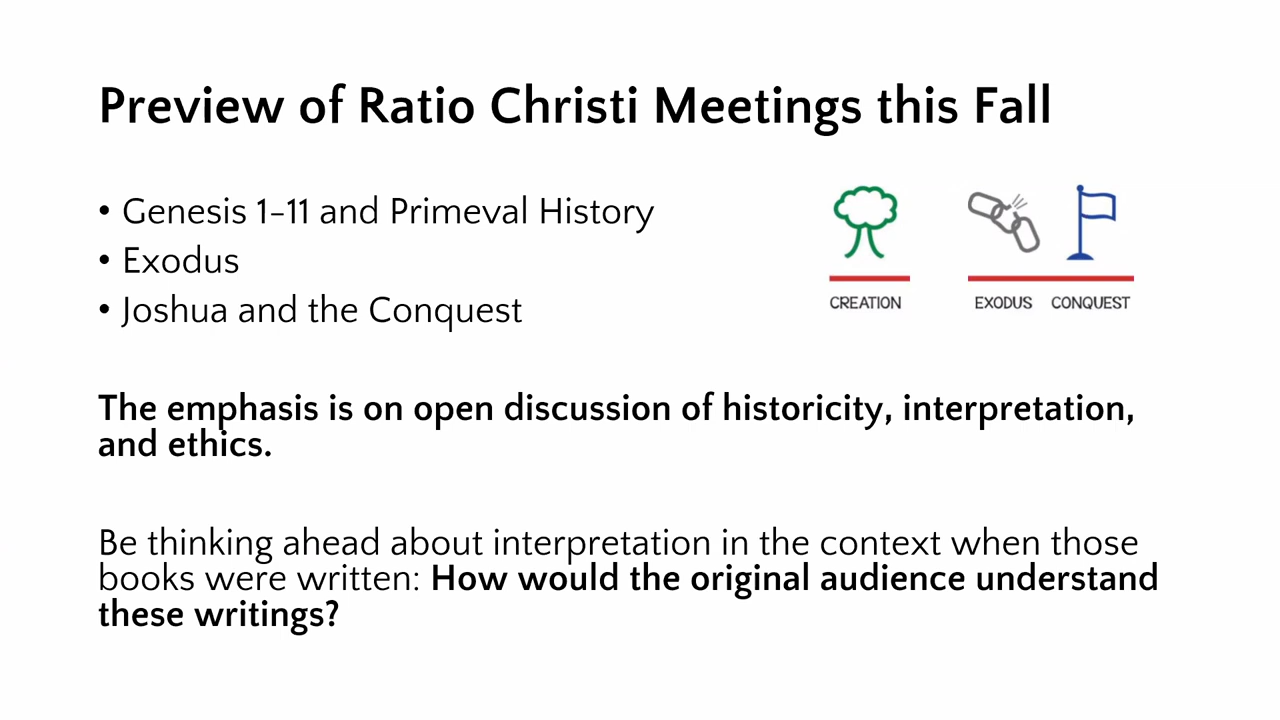 Preview of Ratio Christi Meetings this Fall
• Genesis 1-11 and Primeval History
• Exodus
• Joshua and the Conquest
CREATION
EXODUS CONQUEST
The emphasis is on open discussion of historicity, interpretation,
and ethics.
Be thinking ahead about interpretation in the context when those
books were written: How would the original audience understand
these writings?